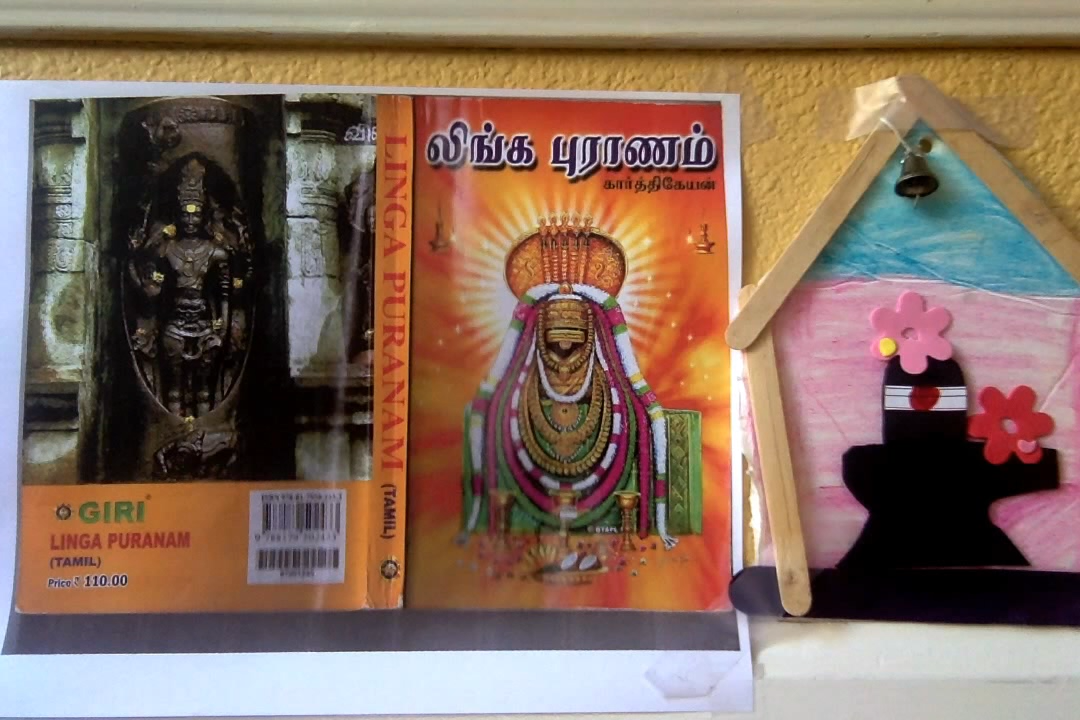 லிங்க புராணம்
கார்த்திகேயன்
LINGA PURANAM (TAMIL)
GIRI
LINGA PURANAM
(TAMIL)
Price ₹ 110.00